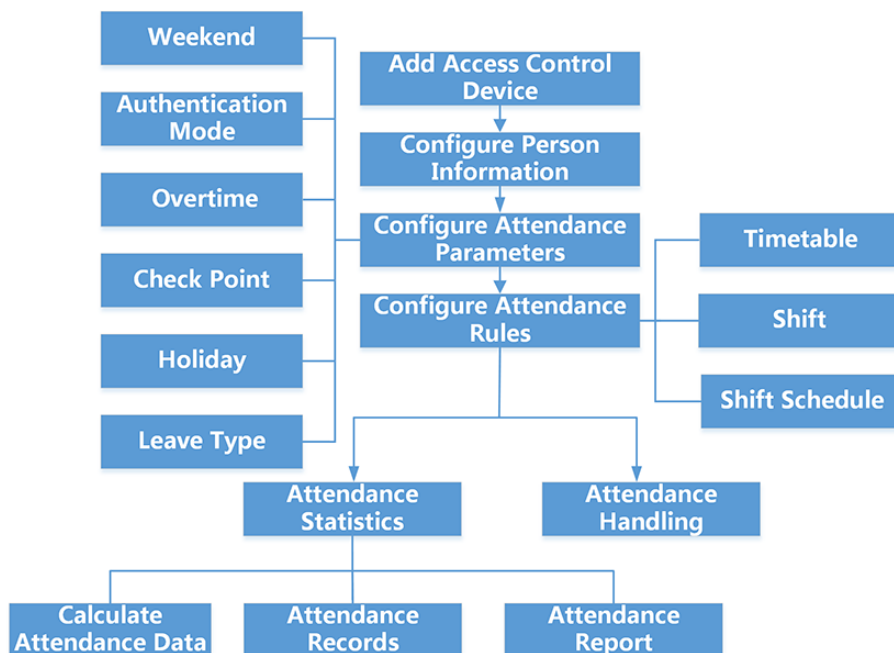 Weekend
Authentication
Mode
Overtime
Check Point
Holiday
Leave Type
Add Access Control
Device
Configure Person
Information
Configure Attendance
Parameters
Configure Attendance
Rules
Timetable
Shift
Shift Schedule
Attendance
Statistics
Attendance
Handling
Calculate
Attendance Data
Attendance
Records
Attendance
Report